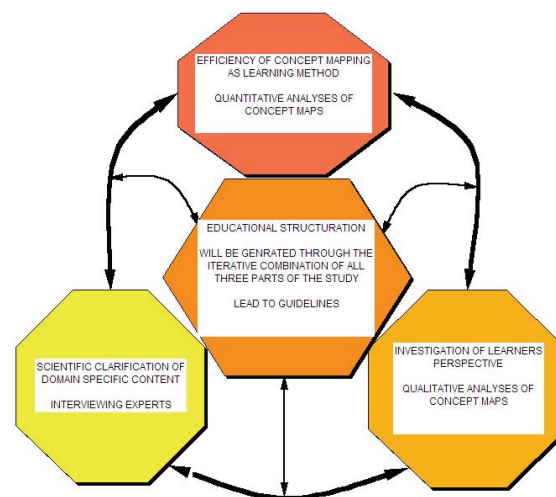 EFFICIENCY OF CONCEPT MAPPING
AS LEARNING METHOD
QUANTITATIVE ANALYSES OF
CONCEPT MAPS
EDUCATIONAL STRUCTURATION
WILL BE GENRATED THROUGH THE
ITERATIVE COMBINATION OF ALL
THREE PARTS OF THE STUDY
LEAD TO GUIDELINES
SCIENTIFIC CLARIFICATION OF
DOMAIN SPECIFIC CONTENT
INTERVIEWING EXPERTS
INVESTIGATION OF LEARNERS
PERSPECTIVE
QUALITATIVE ANALYSES OF
CONCEPT MAPS